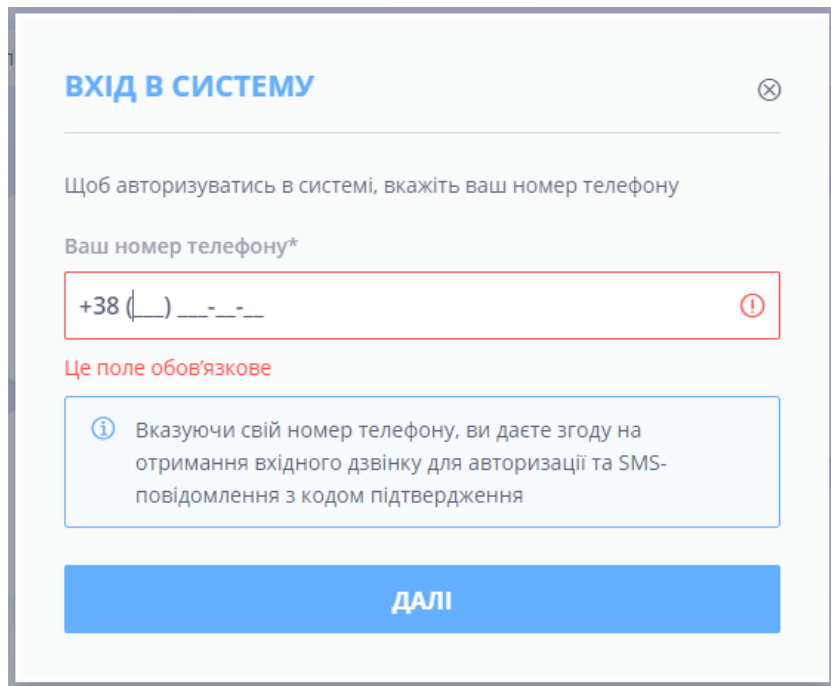 ВХІД В СИСТЕМУ
Щоб авторизуватись в системі, вкажіть ваш номер телефону
Ваш номер телефону*
+38 (___) ___-__-__
Це поле обов’язкове
Вказуючи свій номер телефону, ви даєте згоду на
отримання вхідного дзвінку для авторизації та SMS-
повідомлення з кодом підтвердження
ДАЛІ